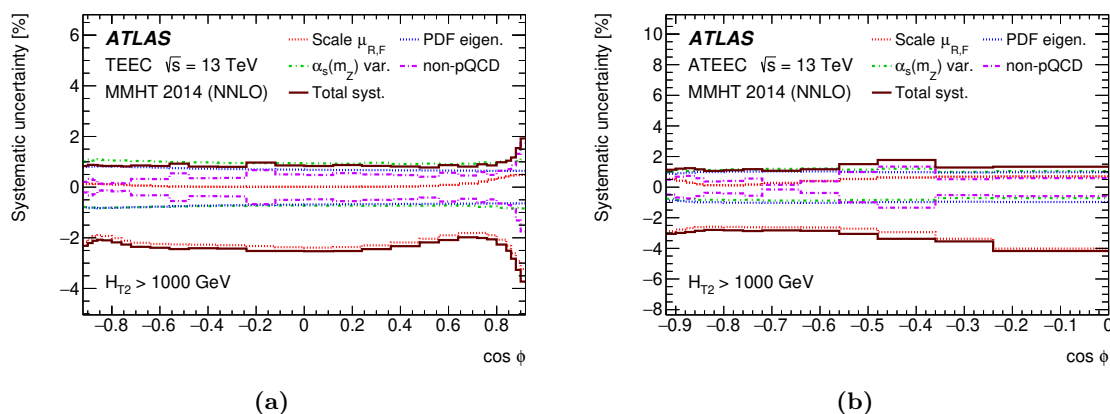 Systematic uncertainty [%]
6
4
2
0
−2
−4
ATLAS
TEEC √s = 13 TeV
MMHT 2014 (NNLO)
Scale μR,F
PDF eigen.
αs(mZ) var.
non-pQCD
Total syst.
HT2 > 1000 GeV
−0.8 −0.6 −0.4 −0.2 0 0.2 0.4 0.6 0.8
cos ϕ
(a)
Systematic uncertainty [%]
10
8
6
4
2
0
−2
−4
−6
−8
ATLAS
ATEEC √s = 13 TeV
MMHT 2014 (NNLO)
Scale μR,F
PDF eigen.
αs(mZ) var.
non-pQCD
Total syst.
HT2 > 1000 GeV
−0.9 −0.8 −0.7 −0.6 −0.5 −0.4 −0.3 −0.2 −0.1 0
cos ϕ
(b)